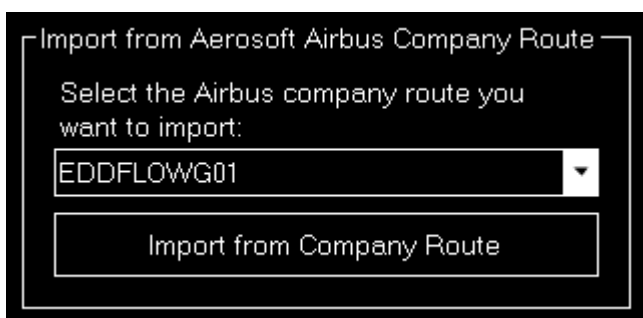 Import from Aerosoft Airbus Company Route
Select the Airbus company route you
want to import:
EDDFLOWG01
Import from Company Route